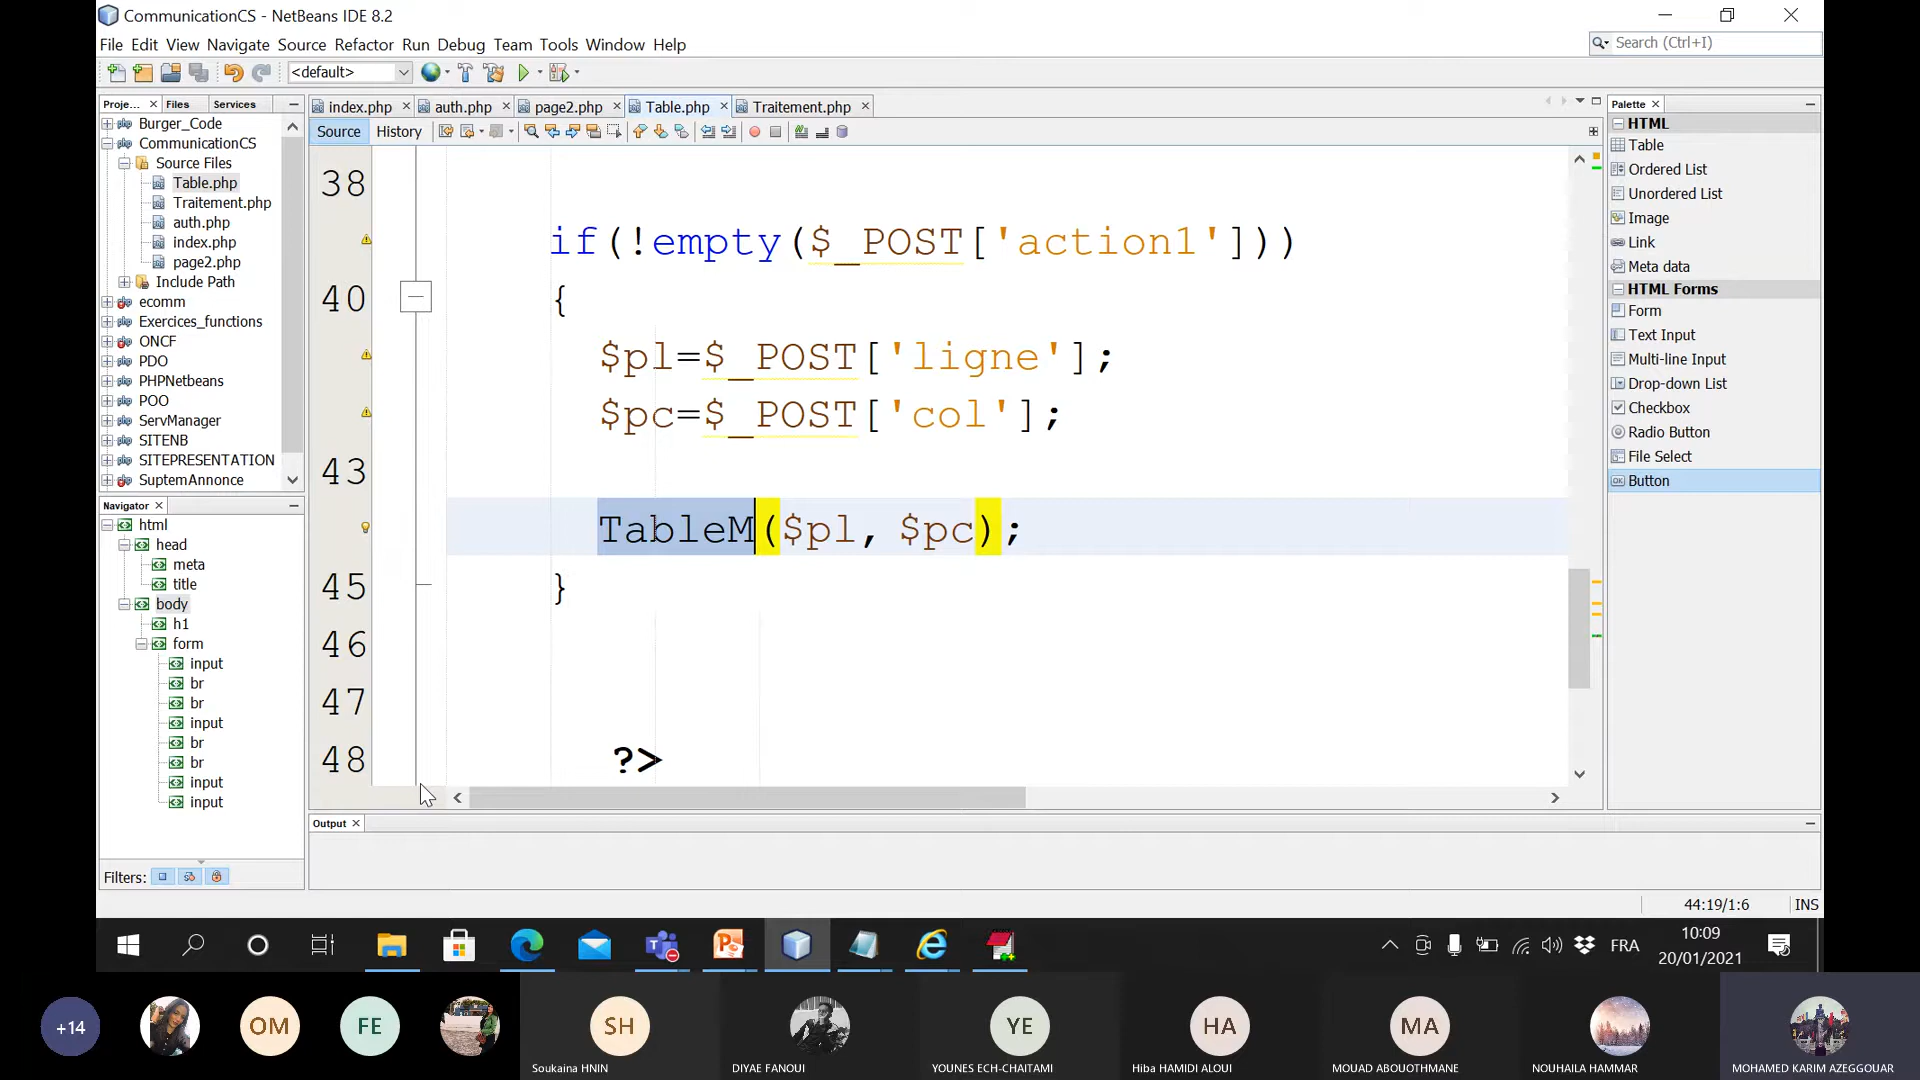 CommunicationCS - NetBeans IDE 8.2
File Edit View Navigate Source Refactor Run Debug Team Tools Window Help
Search (Ctrl+I)
<default>
Proje... Files Services
index.php auth.php page2.php Table.php Traitement.php
Palette
Source History
Burger_Code
CommunicationCS
Source Files
Table.php
Traitement.php
auth.php
index.php
page2.php
Include Path
ecomm
Exercices_functions
ONCF
PDO
PHPNetbeans
POO
ServManager
SITENB
SITEPRESENTATION
SuptemAnnonce
38
if(!empty($_POST['action1']))
40 {
$pl=$_POST['ligne'];
$pc=$_POST['col'];
43
TableM($pl, $pc);
45 }
46
47
48 ?>
HTML
Table
Ordered List
Unordered List
Image
Link
Meta data
HTML Forms
Form
Text Input
Multi-line Input
Drop-down List
Checkbox
Radio Button
File Select
Button
Navigator
html
head
meta
title
body
h1
form
input
br
br
input
br
br
input
input
Filters:
Output
44:19/1:6 INS
FRA
10:09
20/01/2021
+14
OM
FE
SH
YE
HA
MA
Soukaina HNIN
DIYAE FANOUI
YOUNES ECH-CHAITAMI
Hiba HAMIDI ALOUI
MOUAD ABOUOTHMANE
NOUHAILA HAMMAR
MOHAMED KARIM AZEGGOUAR